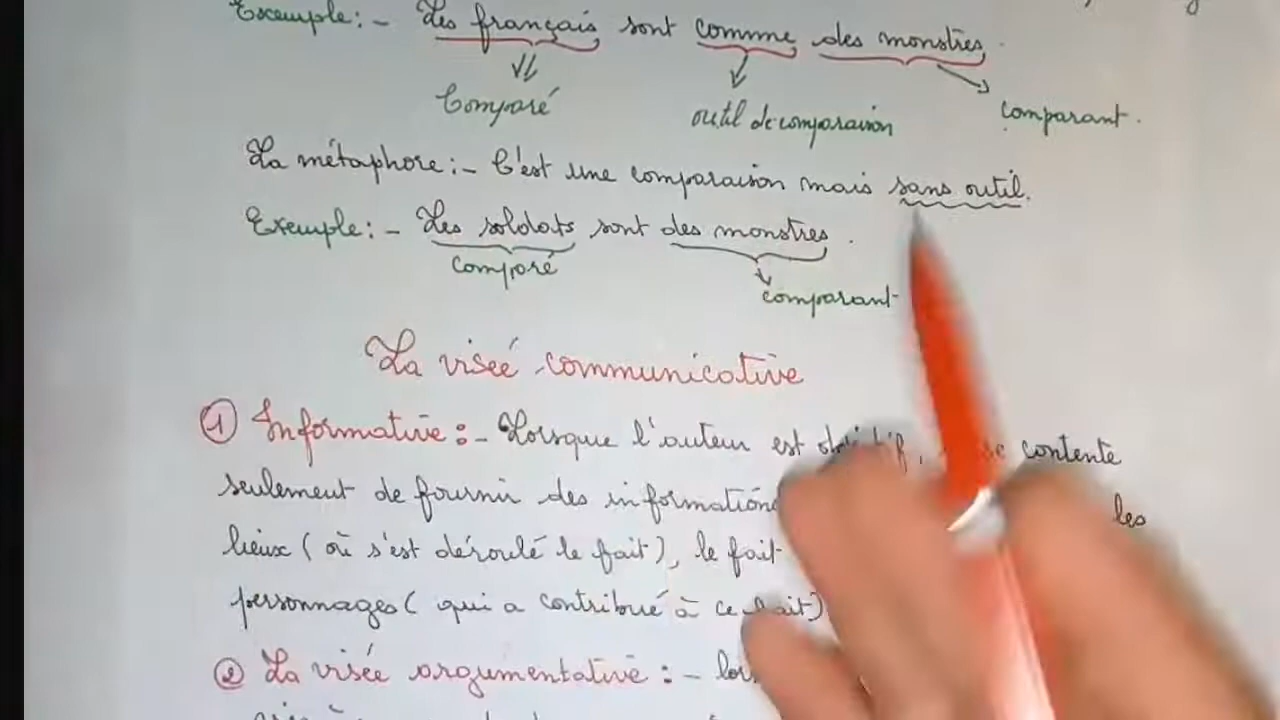 Exemple : - Les français sont comme des monstres.
Comparé outil de comparaison comparant.
La métaphore : - C'est une comparaison mais sans outil.
Exemple : - Les soldats sont des monstres.
comparé
comparant
La viseé communicative
① Informative : - Lorsque l'auteur est objectif, se contente
seulement de fournir des informations les
lieux ( où s'est déroulé le fait ), le fait
personnages ( qui a contribué à ce fait )
② La visée argumentative : -